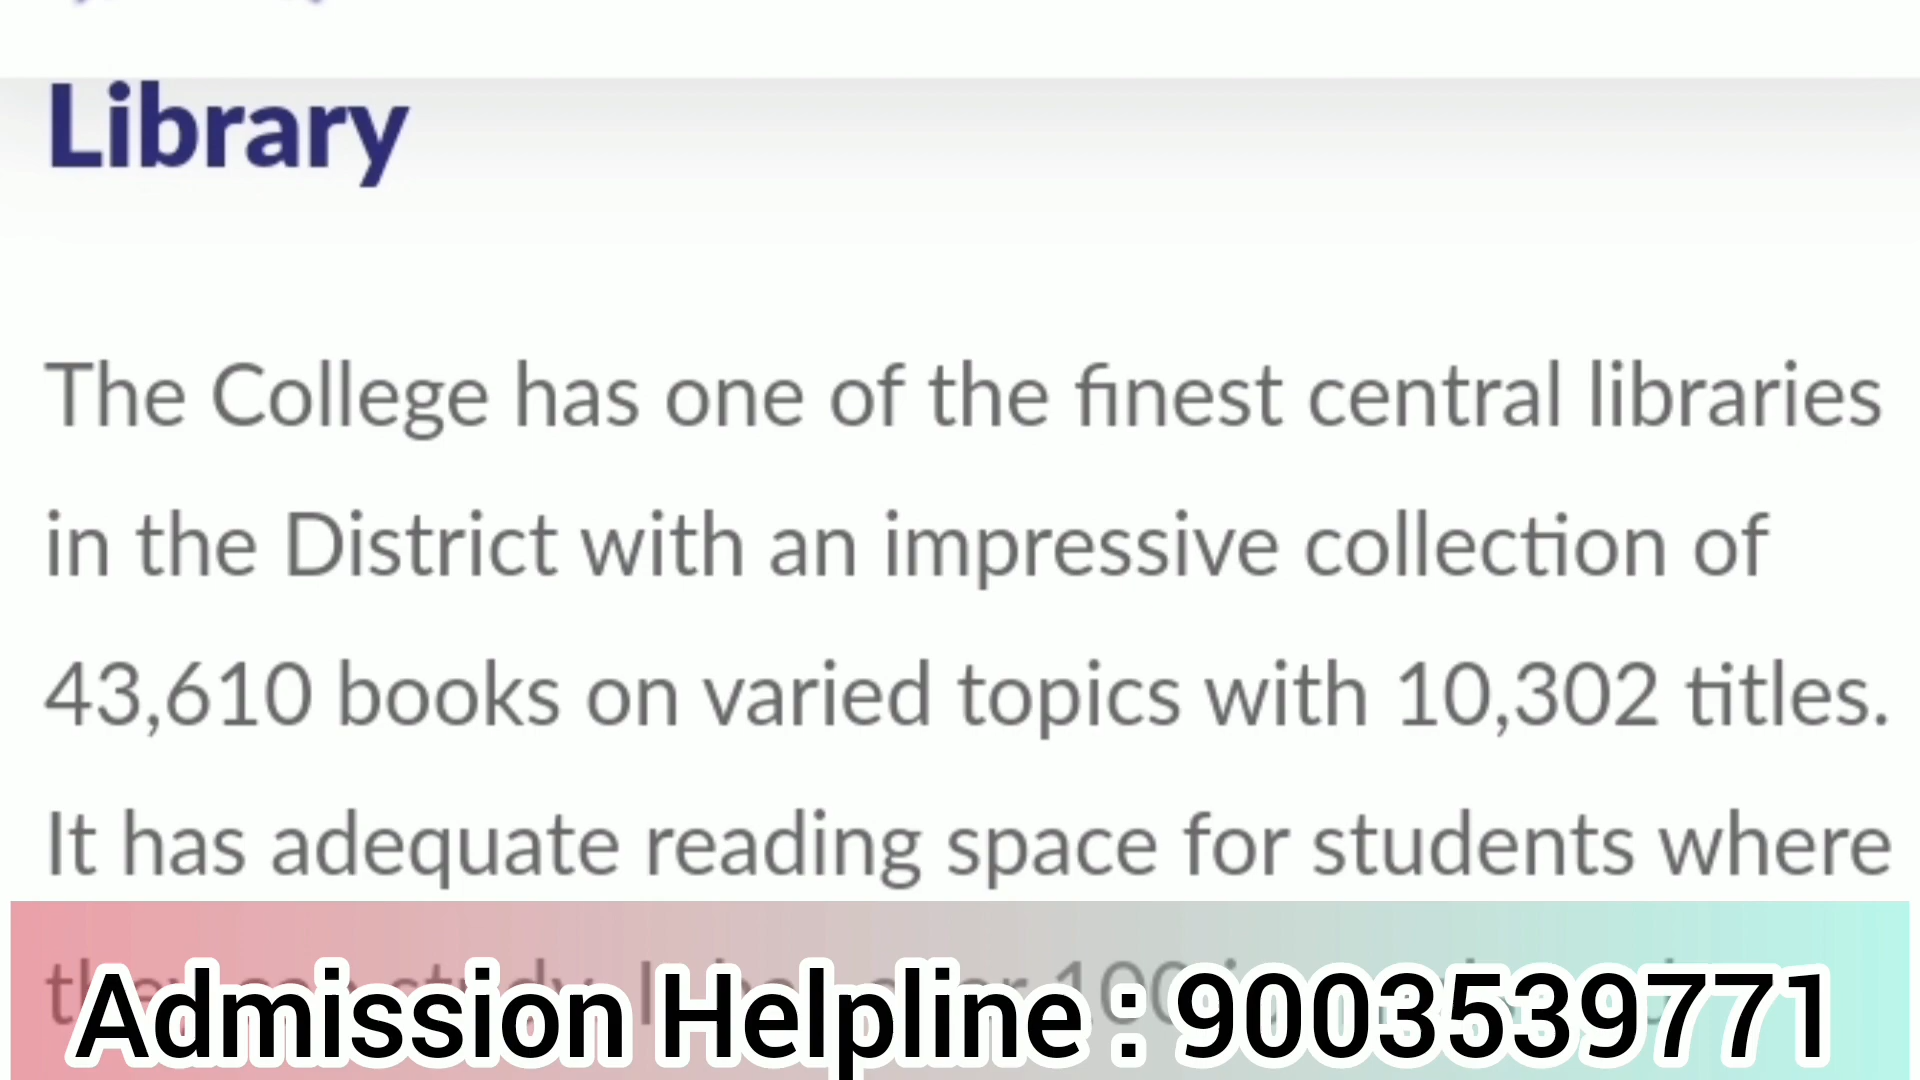 Library
The College has one of the finest central libraries
in the District with an impressive collection of
43,610 books on varied topics with 10,302 titles.
It has adequate reading space for students where
Admission Helpline : 9003539771